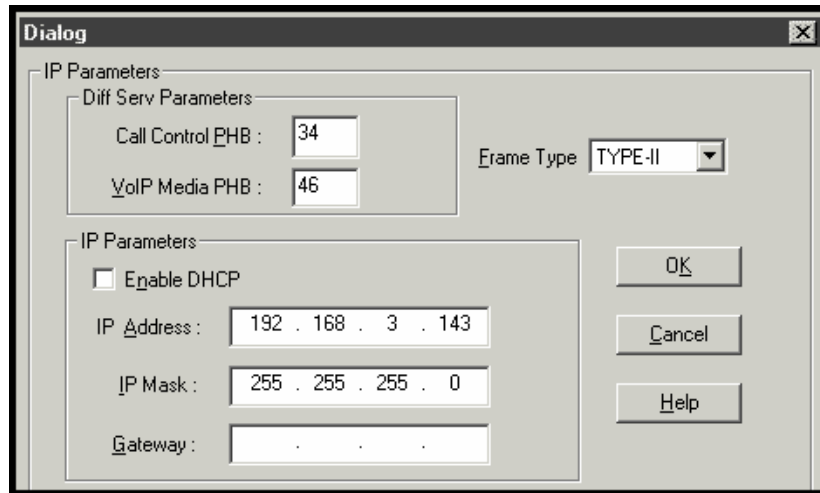 Dialog
IP Parameters
Diff Serv Parameters
Call Control PHB : 34
VoIP Media PHB : 46
Frame Type TYPE-II
IP Parameters
Enable DHCP
IP Address : 192 . 168 . 3 . 143
IP Mask : 255 . 255 . 255 . 0
Gateway : . . .
OK
Cancel
Help